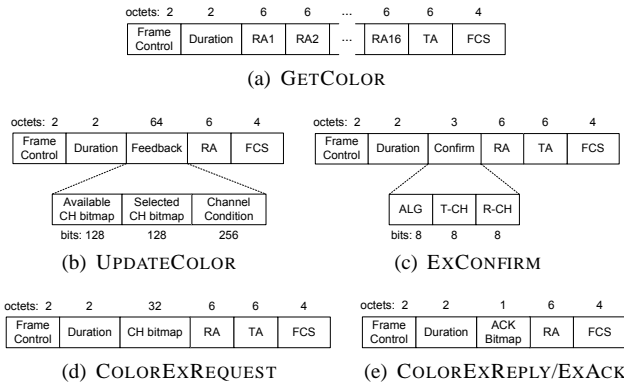 octets: 2 2 6 6 ... 6 6 4
Frame Control Duration RA1 RA2 ... RA16 TA FCS
(a) GETCOLOR
octets: 2 2 64 6 4
Frame Control Duration Feedback RA FCS
Available CH bitmap Selected CH bitmap Channel Condition
bits: 128 128 256
(b) UPDATECOLOR
octets: 2 2 3 6 6 4
Frame Control Duration Confirm RA TA FCS
ALG T-CH R-CH
bits: 8 8 8
(c) EXCONFIRM
octets: 2 2 32 6 6 4
Frame Control Duration CH bitmap RA TA FCS
(d) COLOREXREQUEST
octets: 2 2 1 6 4
Frame Control Duration ACK Bitmap RA FCS
(e) COLOREXREPLY/EXACK